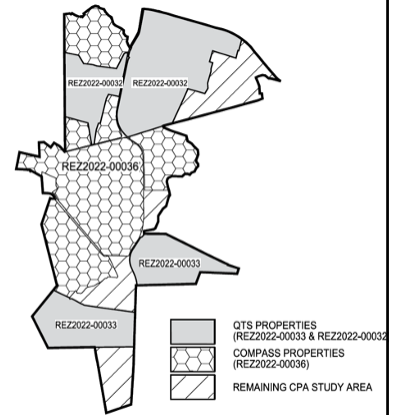 REZ2022-00032 REZ2022-00032
REZ2022-00036
REZ2022-00033
REZ2022-00033
QTS PROPERTIES
(REZ2022-00033 & REZ2022-00032
COMPASS PROPERTIES
(REZ2022-00036)
REMAINING CPA STUDY AREA